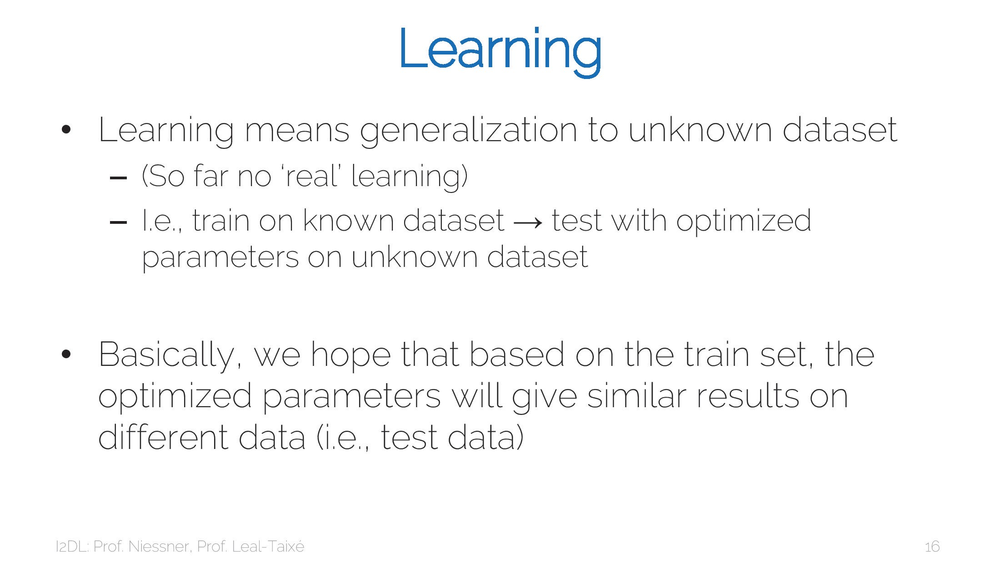 Learning
• Learning means generalization to unknown dataset
– (So far no ‘real’ learning)
– I.e., train on known dataset → test with optimized
parameters on unknown dataset
• Basically, we hope that based on the train set, the
optimized parameters will give similar results on
different data (i.e., test data)
I2DL: Prof. Niessner, Prof. Leal-Taixé
16